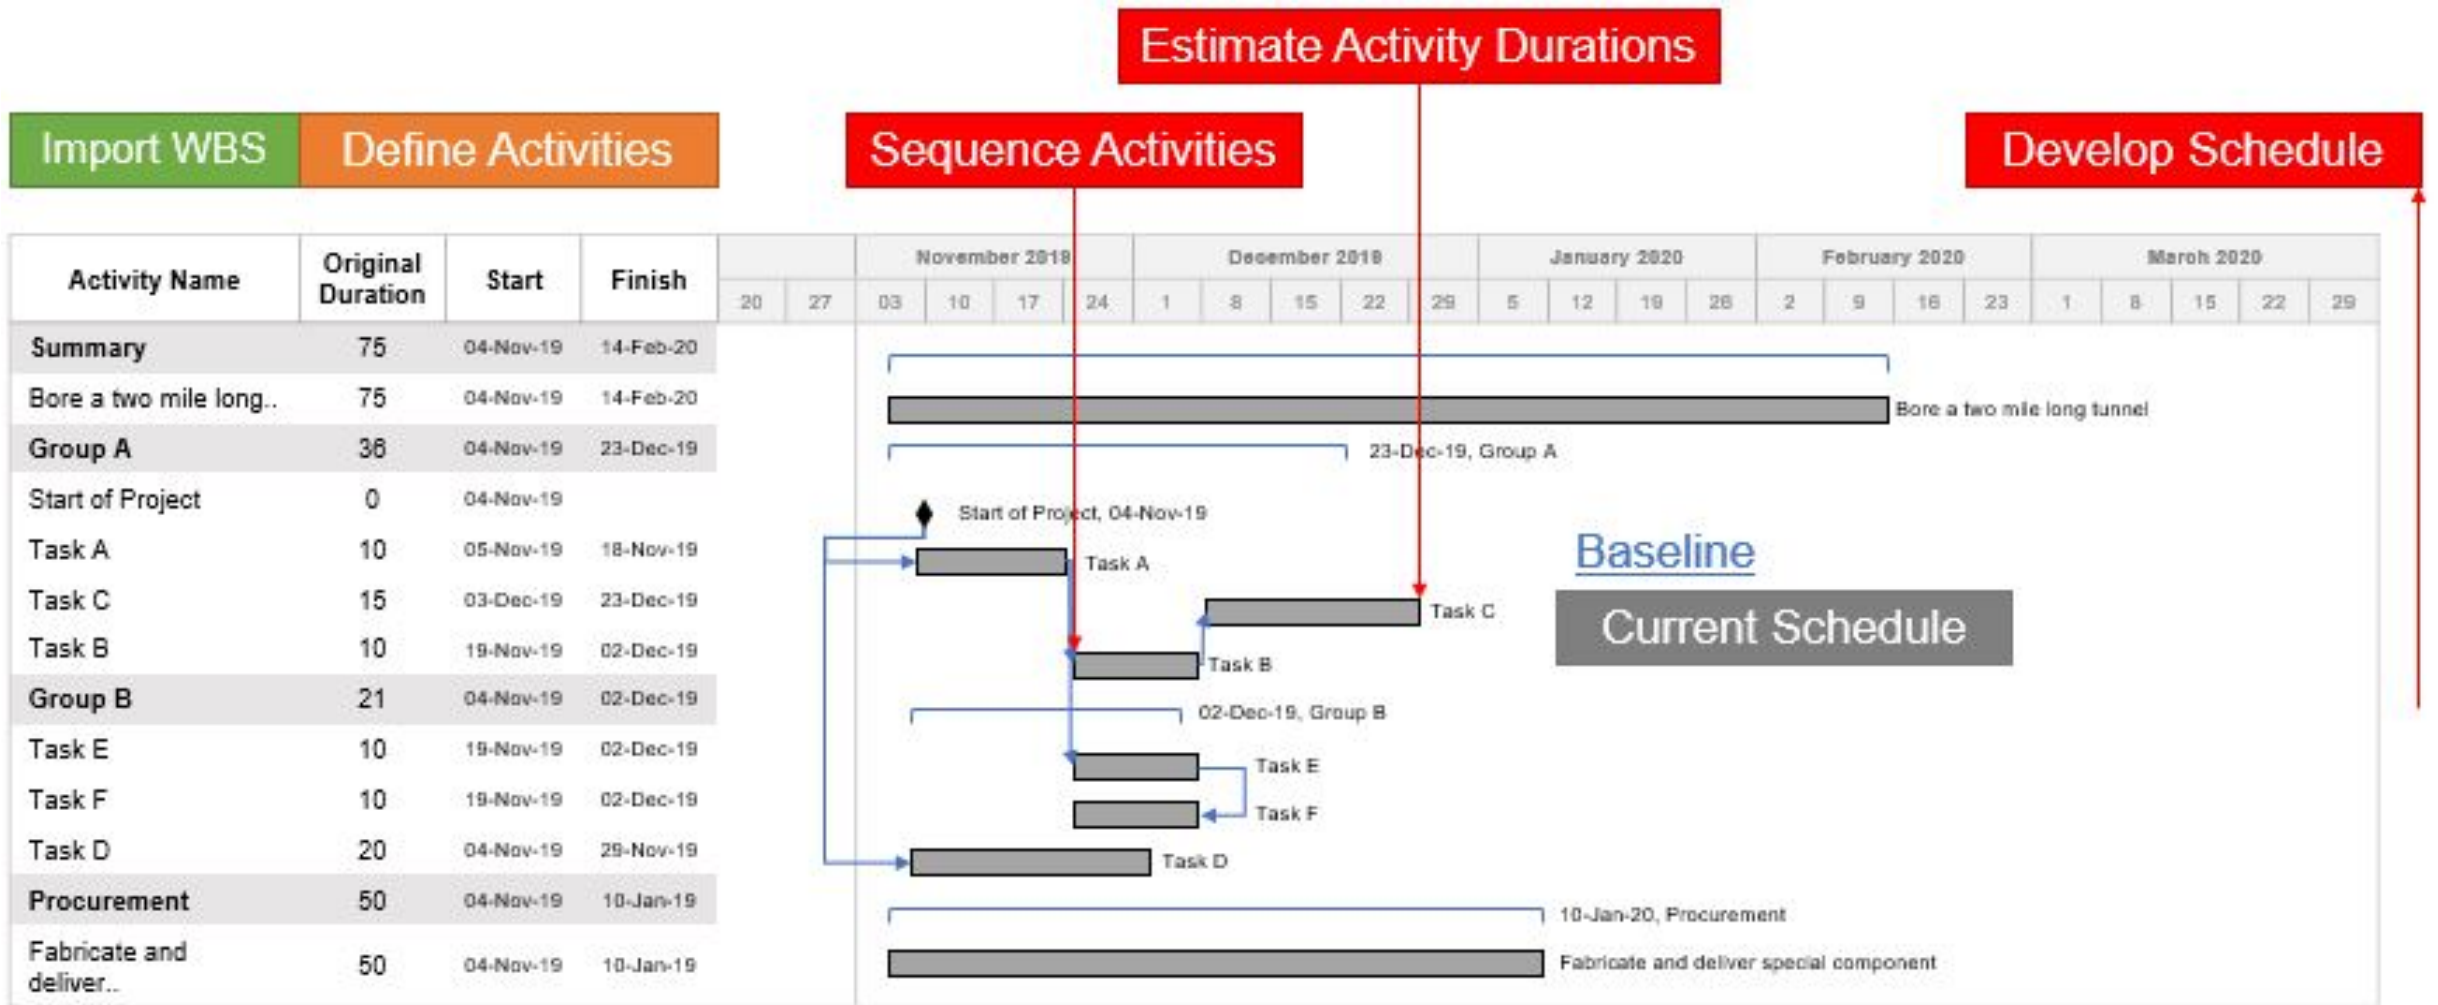 Estimate Activity Durations
Import WBS Define Activities Sequence Activities Develop Schedule
Activity Name Original Duration Start Finish
November 2019 December 2019 January 2020 February 2020 March 2020
20 27 03 10 17 24 1 8 15 22 29 5 12 19 26 2 9 16 23 1 8 15 22 29
Summary 75 04-Nov-19 14-Feb-20
Bore a two mile long.. 75 04-Nov-19 14-Feb-20 Bore a two mile long tunnel
Group A 36 04-Nov-19 23-Dec-19 23-Dec-19, Group A
Start of Project 0 04-Nov-19 Start of Project, 04-Nov-19
Task A 10 05-Nov-19 18-Nov-19 Task A
Baseline
Task C 15 03-Dec-19 23-Dec-19 Task C
Current Schedule
Task B 10 19-Nov-19 02-Dec-19 Task B
Group B 21 04-Nov-19 02-Dec-19 02-Dec-19, Group B
Task E 10 19-Nov-19 02-Dec-19 Task E
Task F 10 19-Nov-19 02-Dec-19 Task F
Task D 20 04-Nov-19 29-Nov-19 Task D
Procurement 50 04-Nov-19 10-Jan-19 10-Jan-20, Procurement
Fabricate and
deliver.. 50 04-Nov-19 10-Jan-19 Fabricate and deliver special component